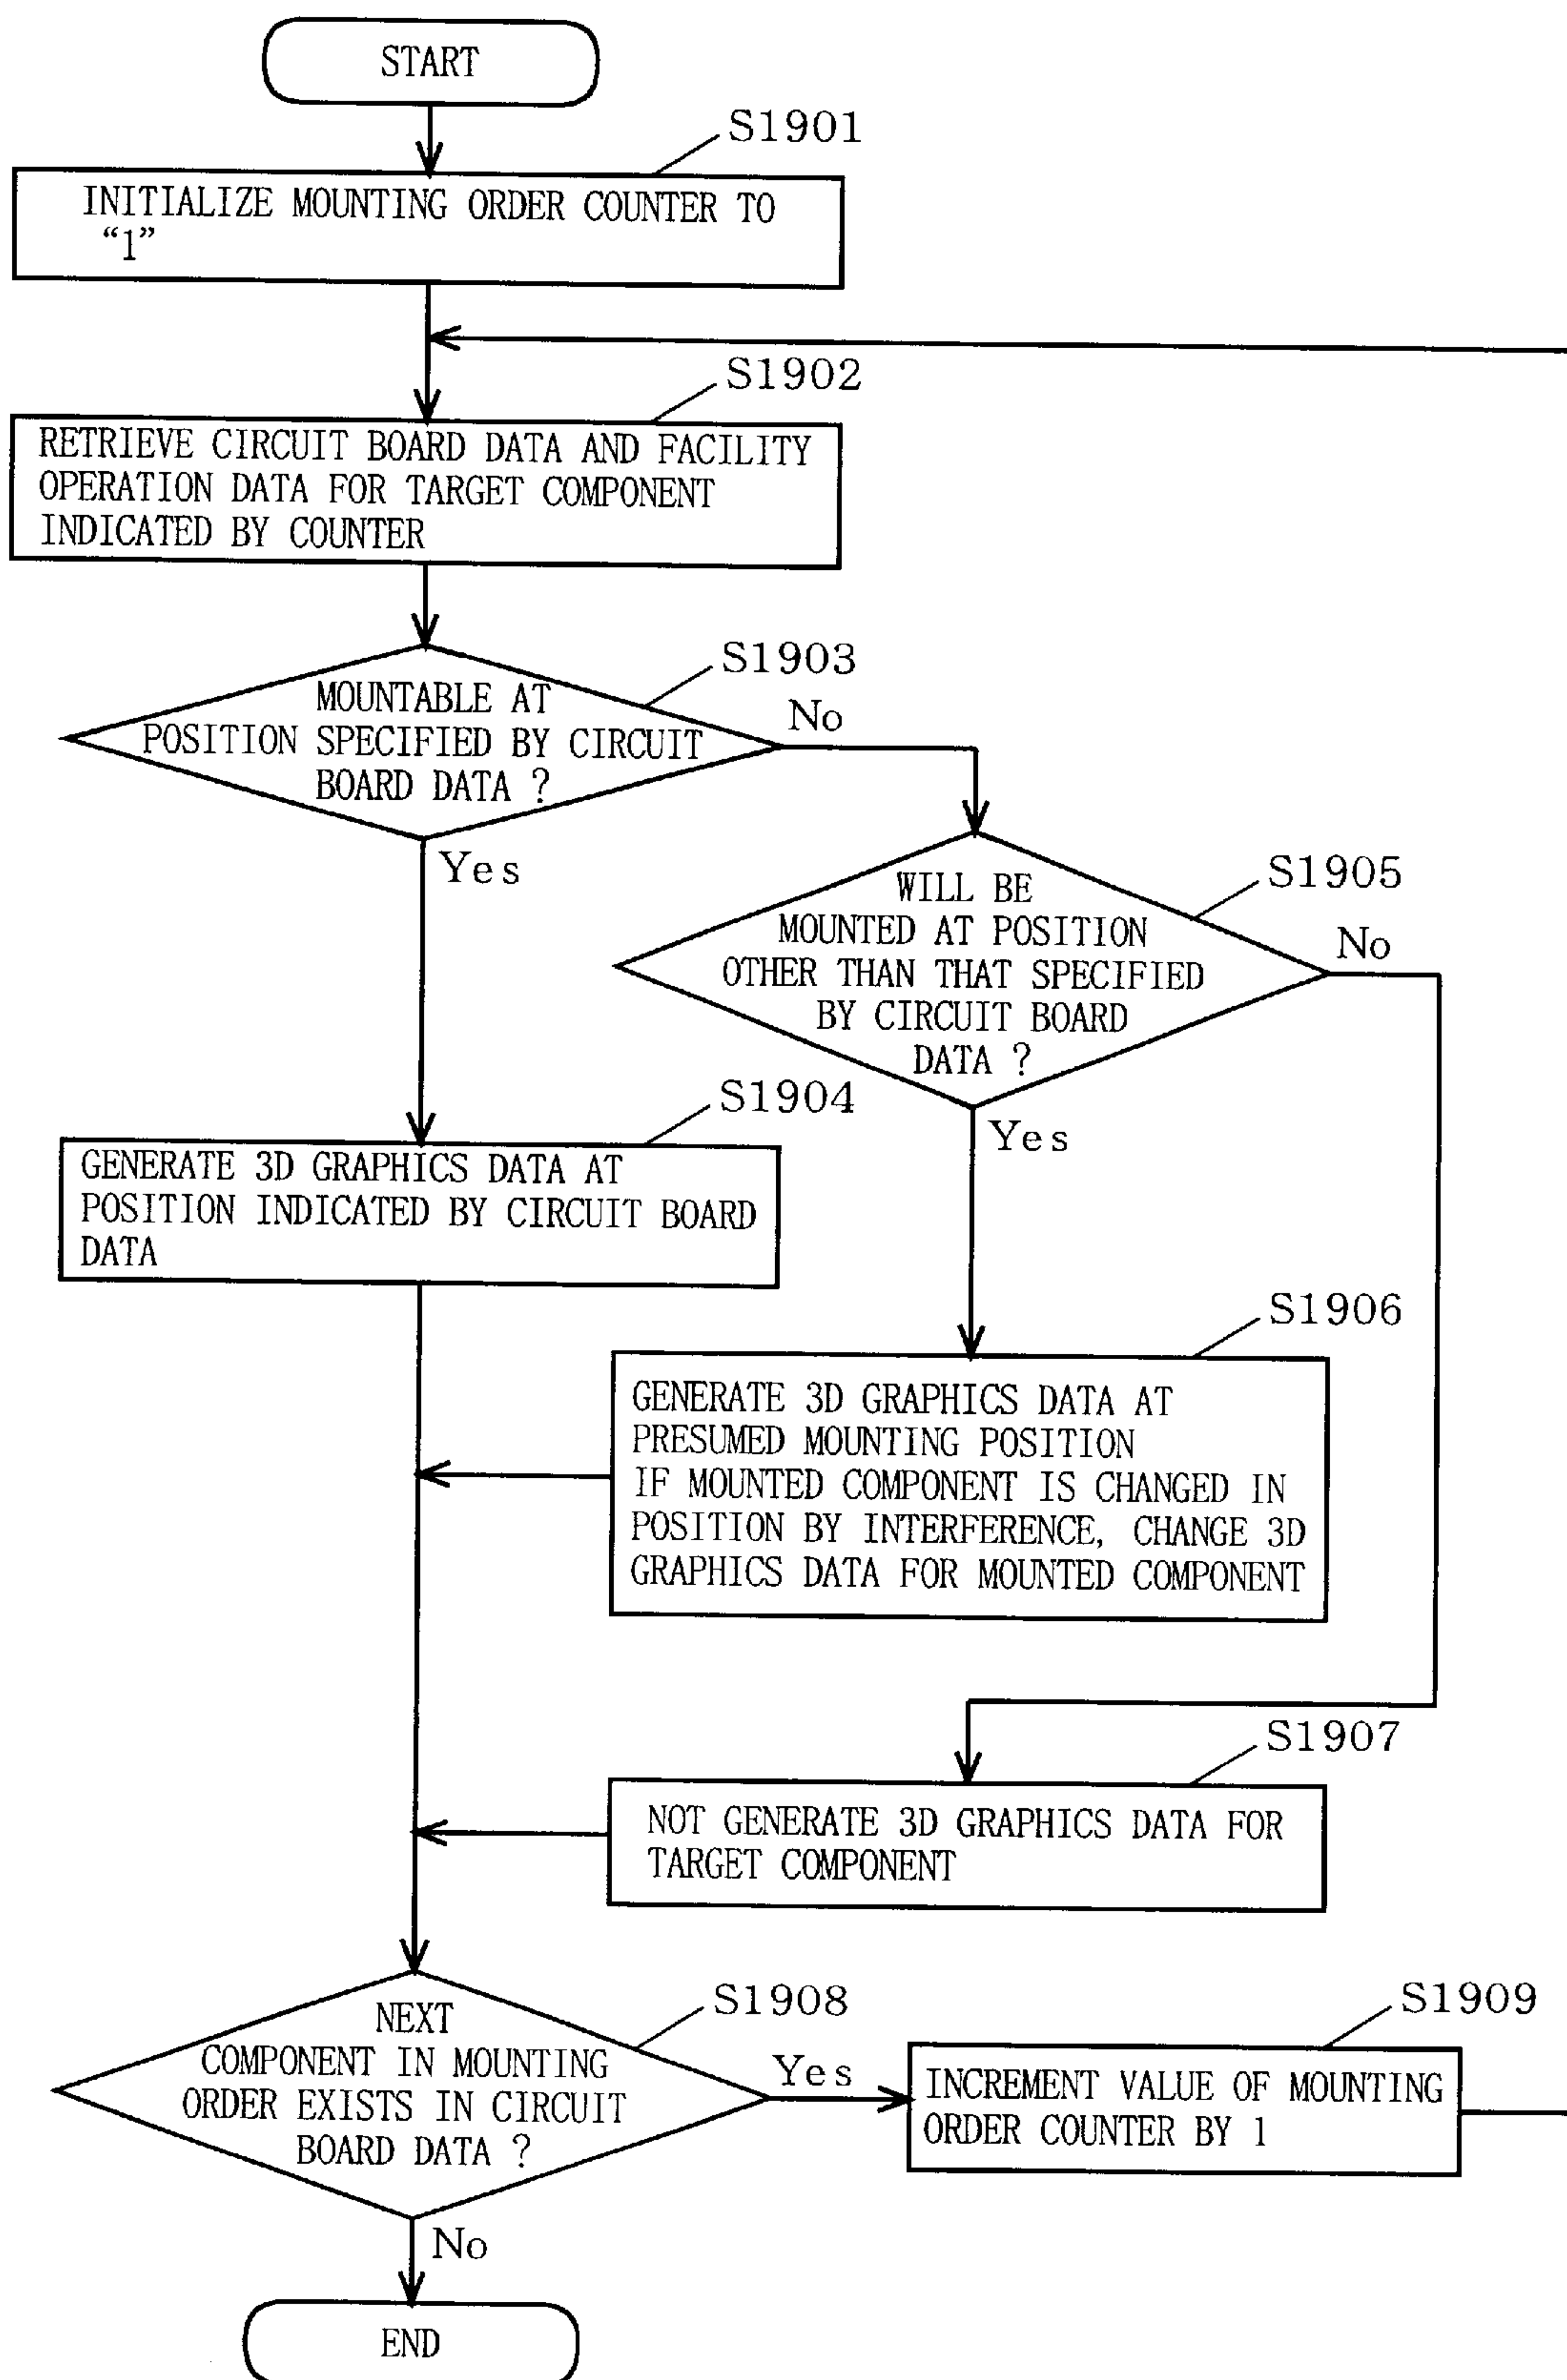 START
S1901
INITIALIZE MOUNTING ORDER COUNTER TO
“1”
S1902
RETRIEVE CIRCUIT BOARD DATA AND FACILITY
OPERATION DATA FOR TARGET COMPONENT
INDICATED BY COUNTER
S1903
MOUNTABLE AT
POSITION SPECIFIED BY CIRCUIT
BOARD DATA ?
No
Yes
S1905
WILL BE
MOUNTED AT POSITION
OTHER THAN THAT SPECIFIED
BY CIRCUIT BOARD
DATA ?
No
Yes
S1904
GENERATE 3D GRAPHICS DATA AT
POSITION INDICATED BY CIRCUIT BOARD
DATA
S1906
GENERATE 3D GRAPHICS DATA AT
PRESUMED MOUNTING POSITION
IF MOUNTED COMPONENT IS CHANGED IN
POSITION BY INTERFERENCE, CHANGE 3D
GRAPHICS DATA FOR MOUNTED COMPONENT
S1907
NOT GENERATE 3D GRAPHICS DATA FOR
TARGET COMPONENT
S1908
NEXT
COMPONENT IN MOUNTING
ORDER EXISTS IN CIRCUIT
BOARD DATA ?
Yes
S1909
INCREMENT VALUE OF MOUNTING
ORDER COUNTER BY 1
No
END